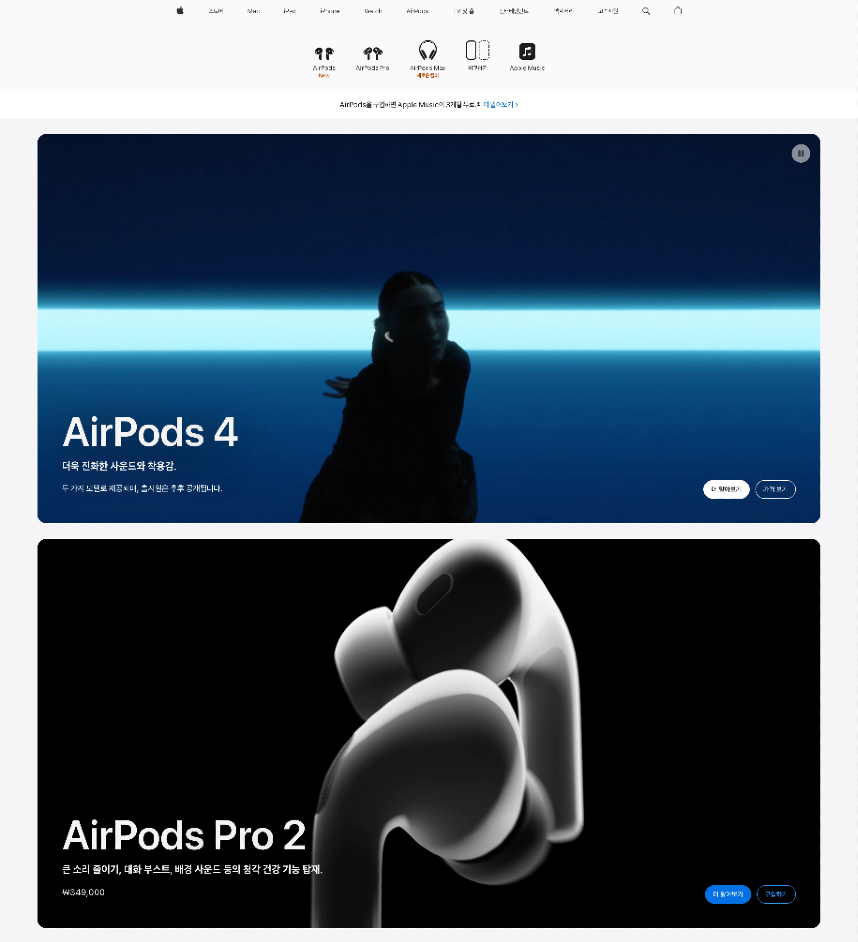 스토어 Mac iPad iPhone Watch AirPods TV 및 홈 엔터테인먼트 액세서리 고객지원
AirPods AirPods Pro AirPods Max 비교하기 Apple Music
New 새로운 컬러
AirPods을 구입하면 Apple Music이 3개월 무료. 더 알아보기 >
AirPods 4
더욱 진화한 사운드와 착용감.
두 가지 모델로 제공되며, 출시일은 추후 공개됩니다.
더 알아보기 가격 보기
AirPods Pro 2
큰 소리 줄이기, 대화 부스트, 배경 사운드 등의 청각 건강 기능 탑재.
₩349,000
더 알아보기 구입하기